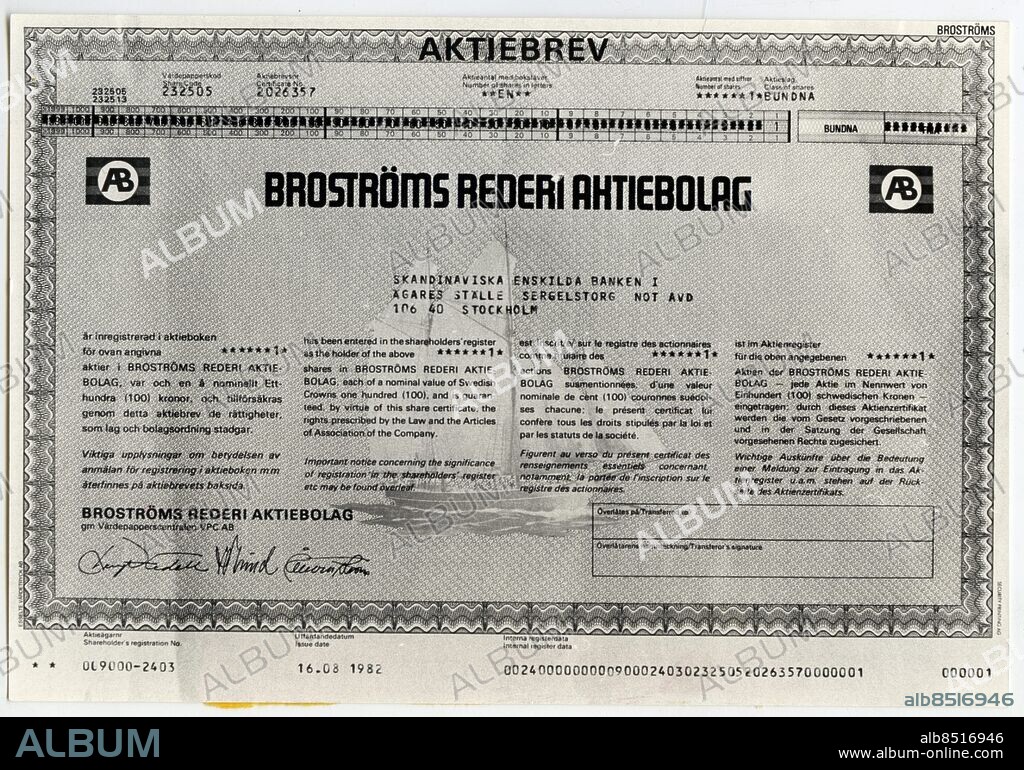 BROSTRÖMS
AKTIEBREV
Värdepapperskod
Share Code
232505
Aktiebrevsnr
Certificate No.
2026357
Aktieantal med bokstäver
Number of shares in letters
**EN**
Aktieantal med siffror
Number of shares
******1*
Aktieslag
Class of shares
BUNDNA
232505
232513
BUNDNA
AB
BROSTRÖMS REDERI AKTIEBOLAG
AB
SKANDINAVISKA ENSKILDA BANKEN I
ÄGARES STÄLLE SERGELSTORG NOT AVD
106 40 STOCKHOLM
är inregistrerad i aktieboken
för ovan angivna ******1*
aktier i BROSTRÖMS REDERI AKTIE-
BOLAG, var och en å nominellt Ett-
hundra (100) kronor, och tillförsäkras
genom detta aktiebrev de rättigheter,
som lag och bolagsordning stadgar.
Viktiga upplysningar om betydelsen av
anmälan för registrering i aktieboken m m
återfinnes på aktiebrevets baksida.
has been entered in the shareholders' register
as the holder of the above ******1*
shares in BROSTRÖMS REDERI AKTIE-
BOLAG, each of a nominal value of Swedish
Crowns one hundred (100), and is guaran-
teed, by virtue of this share certificate, the
rights prescribed by the Law and the Articles
of Association of the Company.
Important notice concerning the significance
of registration in the shareholders' register
etc may be found overleaf.
est inscrit sur le registre des actionnaires
comme titulaire des ******1*
actions BROSTRÖMS REDERI AKTIE-
BOLAG susmentionnées, d'une valeur
nominale de cent (100) couronnes suédoi-
ses chacune; le présent certificat lui
confère tous les droits stipulés par la loi et
par les statuts de la société.
Figurent au verso du présent certificat des
renseignements essentiels concernant
notamment la portée de l'inscription sur le
registre des actionnaires.
ist im Aktienregister
für die oben angegebenen ******1*
Aktien der BROSTRÖMS REDERI AKTIE-
BOLAG — jede Aktie im Nennwert von
Einhundert (100) schwedischen Kronen —
eingetragen; durch dieses Aktienzertifikat
werden die vom Gesetz vorgeschriebenen
und in der Satzung der Gesellschaft
vorgesehenen Rechte zugesichert.
Wichtige Auskünfte über die Bedeutung
einer Meldung zur Eintragung in das Ak-
tienregister u.a.m. stehen auf der Rück-
seite des Aktienzertifikats.
BROSTRÖMS REDERI AKTIEBOLAG
gm Värdepapperscentralen VPC AB
Överlåtes på/Transferred to
Överlåtarens underteckning/Transferor's signature
SECURITY PRINTING AG
Aktieägarnr
Shareholder's registration No.
** 009000-2403
Utfärdandedatum
Issue date
16.08 1982
Interna registerdata
Internal register data
002400000000090002403023250520263570000001
000001
ALBUM
alb8516946
ALBUM
alb8516946
www.album-online.com